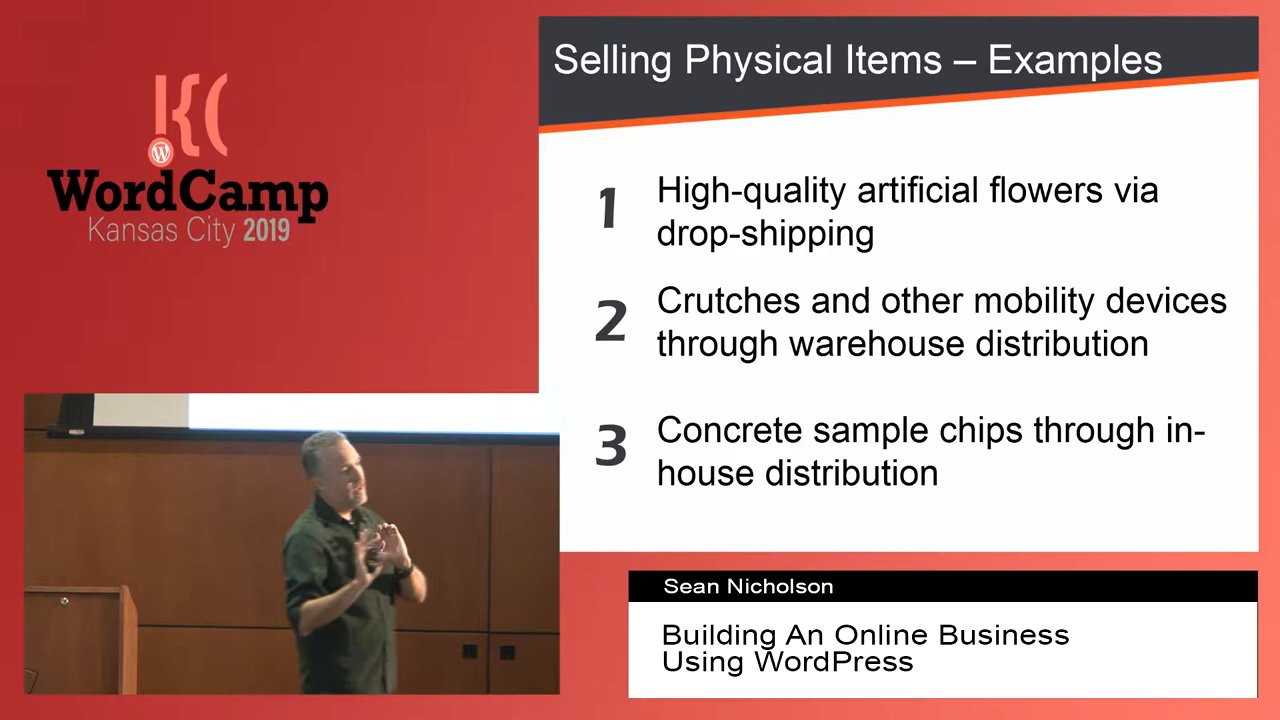 KC
WordCamp
Kansas City 2019
Selling Physical Items – Examples
1
High-quality artificial flowers via
drop-shipping
2
Crutches and other mobility devices
through warehouse distribution
3
Concrete sample chips through in-
house distribution
Sean Nicholson
Building An Online Business
Using WordPress